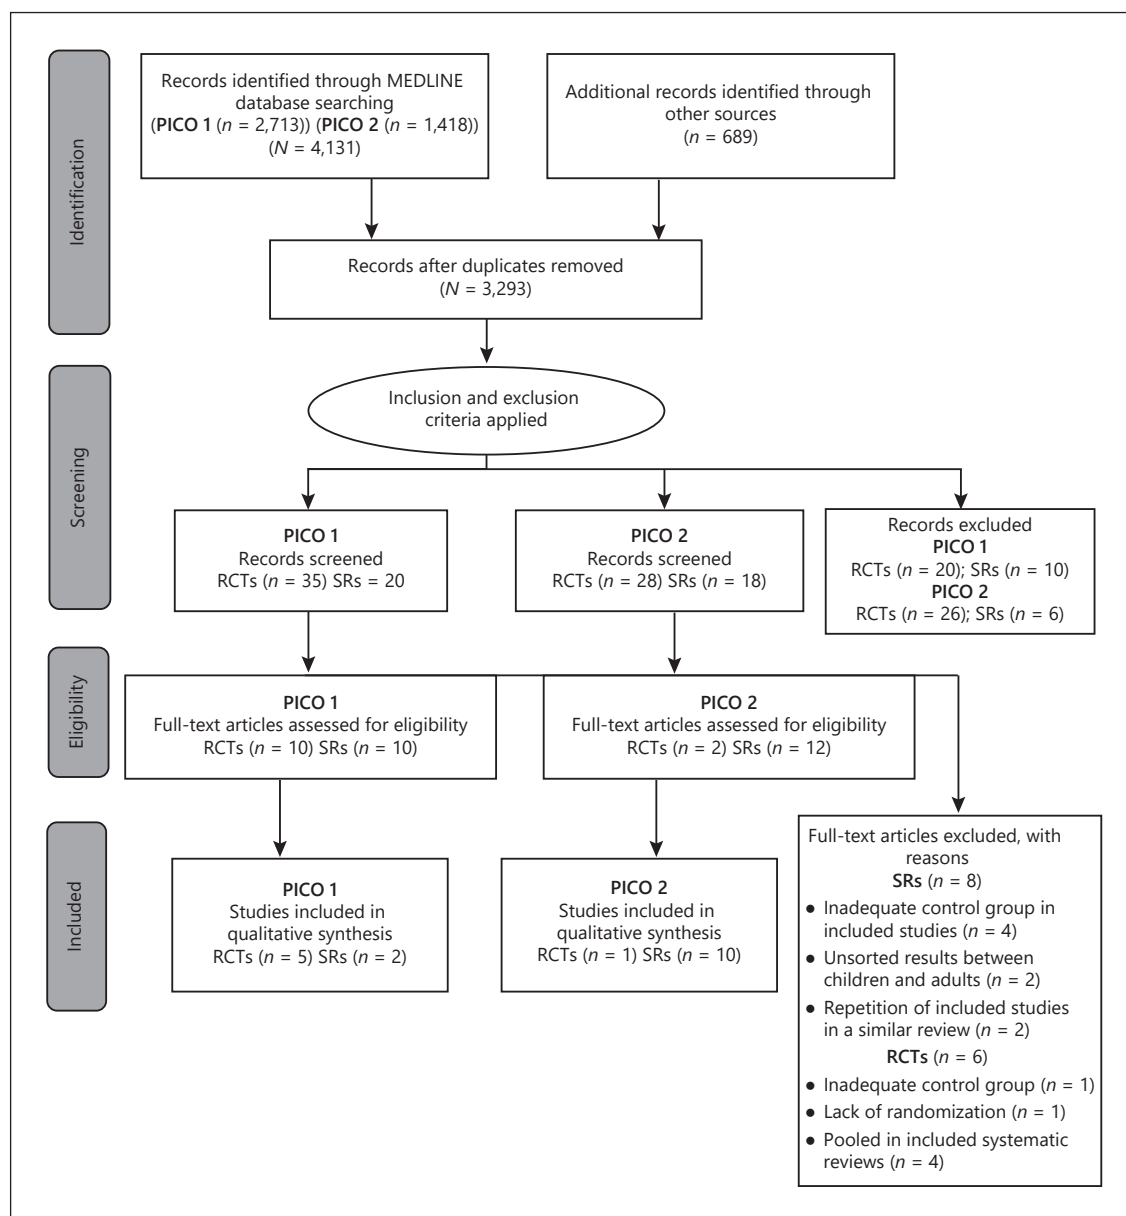 Identification
Records identified through MEDLINE
database searching
(PICO 1 (n = 2,713)) (PICO 2 (n = 1,418))
(N = 4,131)
Additional records identified through
other sources
(n = 689)
Records after duplicates removed
(N = 3,293)
Screening
Inclusion and exclusion
criteria applied
PICO 1
Records screened
RCTs (n = 35) SRs = 20
PICO 2
Records screened
RCTs (n = 28) SRs (n = 18)
Records excluded
PICO 1
RCTs (n = 20); SRs (n = 10)
PICO 2
RCTs (n = 26); SRs (n = 6)
Eligibility
PICO 1
Full-text articles assessed for eligibility
RCTs (n = 10) SRs (n = 10)
PICO 2
Full-text articles assessed for eligibility
RCTs (n = 2) SRs (n = 12)
Included
PICO 1
Studies included in
qualitative synthesis
RCTs (n = 5) SRs (n = 2)
PICO 2
Studies included in
qualitative synthesis
RCTs (n = 1) SRs (n = 10)
Full-text articles excluded, with
reasons
SRs (n = 8)
● Inadequate control group in
included studies (n = 4)
● Unsorted results between
children and adults (n = 2)
● Repetition of included studies
in a similar review (n = 2)
RCTs (n = 6)
● Inadequate control group (n = 1)
● Lack of randomization (n = 1)
● Pooled in included systematic
reviews (n = 4)